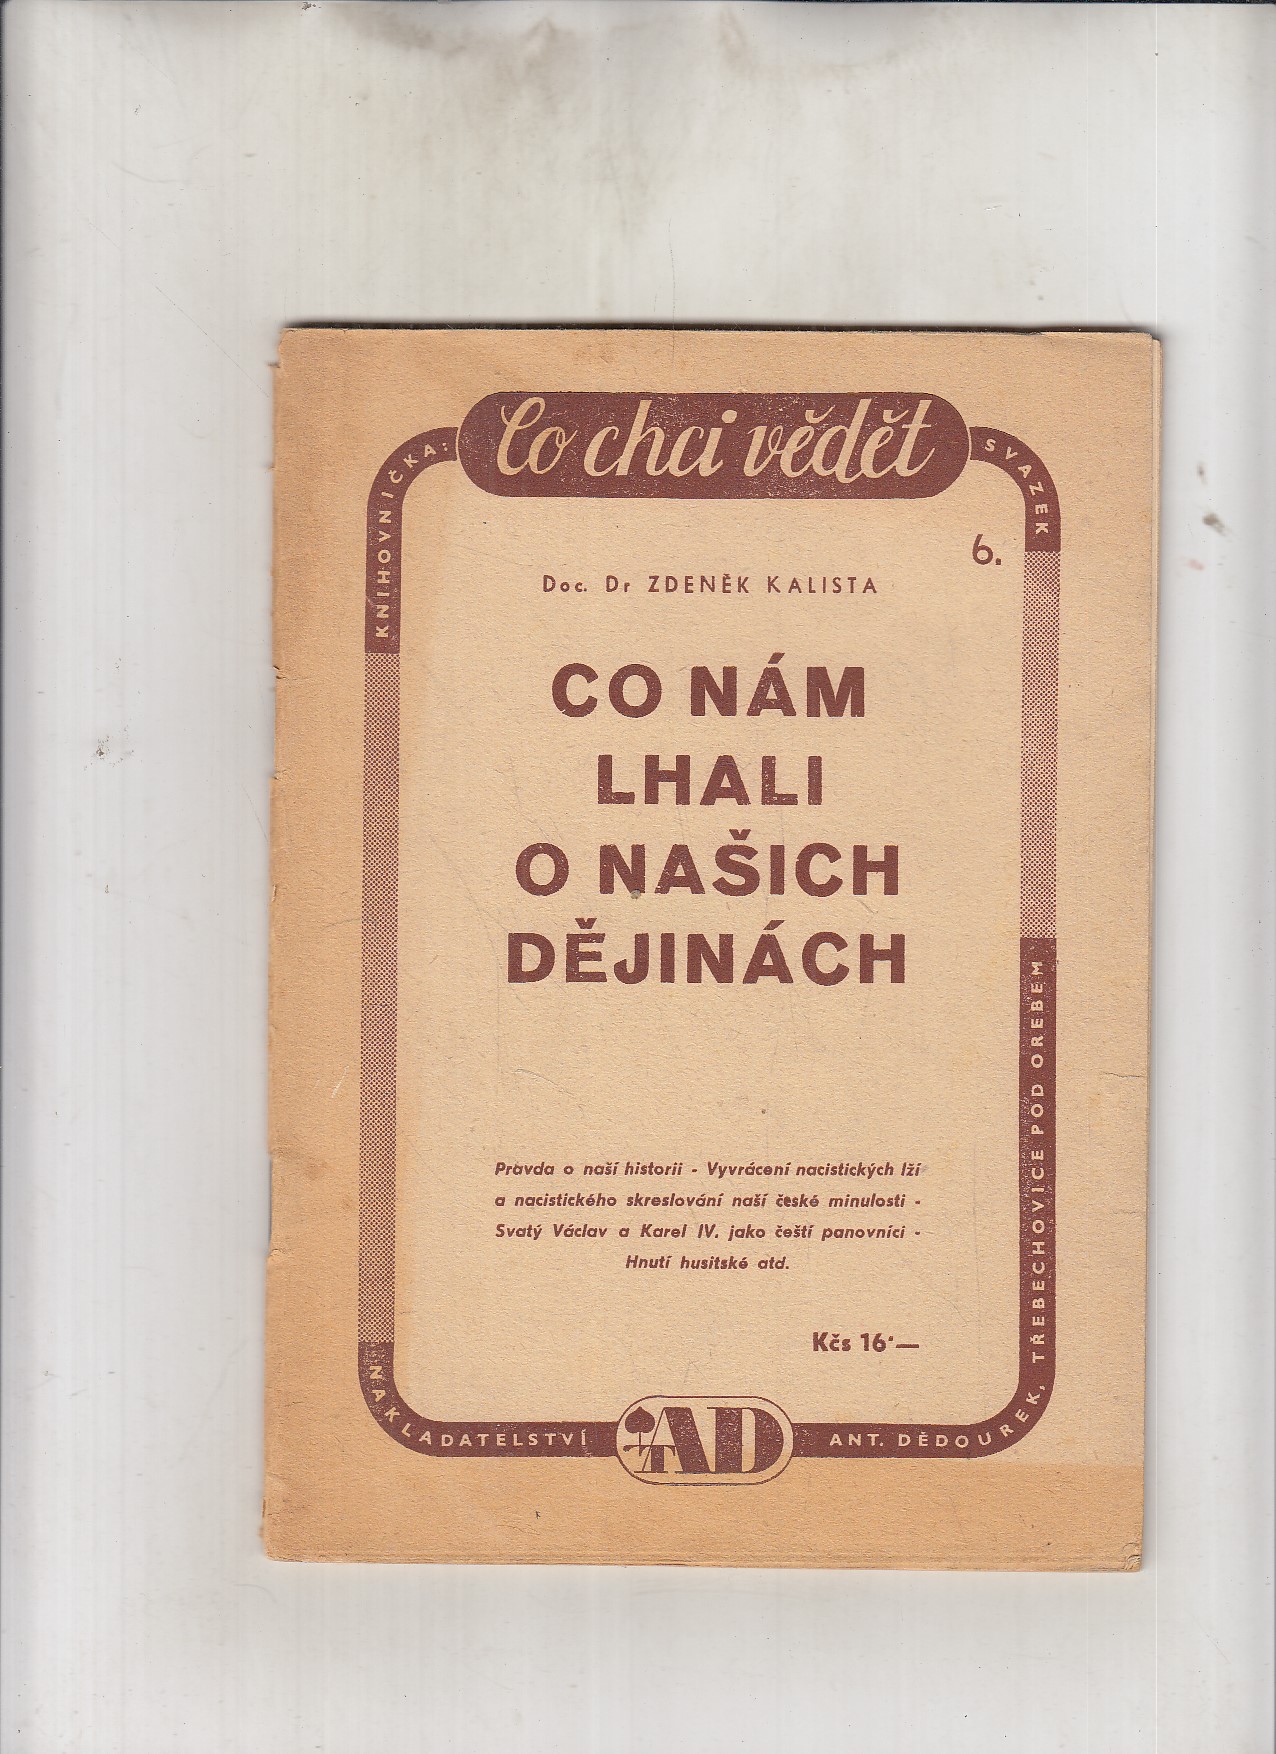 KNIHOVNIČKA:
Co chci vědět
SVAZEK
6.
Doc. Dr ZDENĚK KALISTA
CO NÁM
LHALI
O NAŠICH
DĚJINÁCH
Pravda o naší historii - Vyvrácení nacistických lží
a nacistického skreslování naší české minulosti -
Svatý Václav a Karel IV. jako čeští panovníci -
Hnutí husitské atd.
Kčs 16·—
NAKLADATELSTVÍ
AD
ANT. DĚDOUREK, TŘEBECHOVICE POD OREBEM